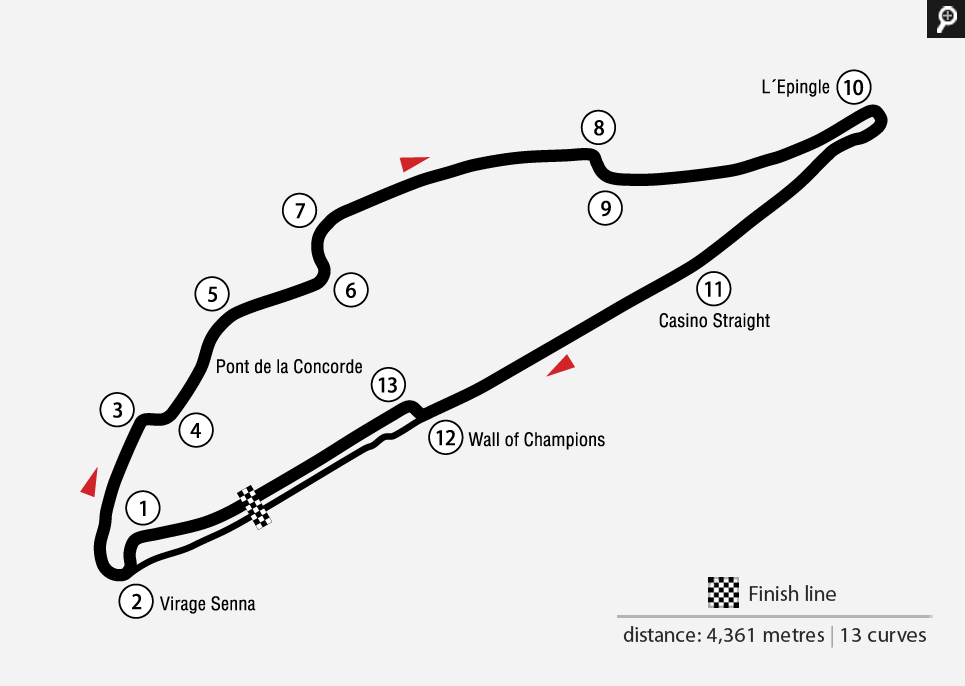 L´Epingle 10
8
7
9
5
6
11
Casino Straight
Pont de la Concorde
13
3
4
12 Wall of Champions
1
2 Virage Senna
Finish line
distance: 4,361 metres | 13 curves